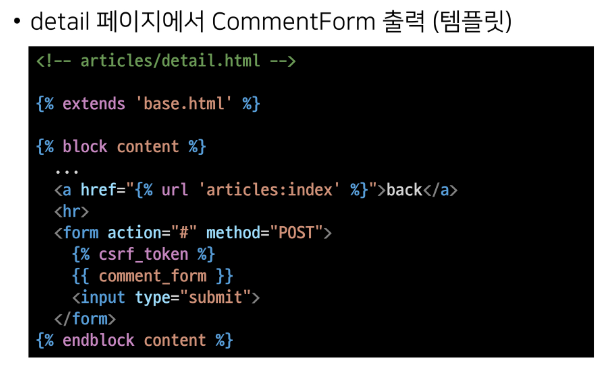 • detail 페이지에서 CommentForm 출력 (템플릿)
<!-- articles/detail.html -->
{% extends 'base.html' %}
{% block content %}
...
<a href="{% url 'articles:index' %}">back</a>
<hr>
<form action="#" method="POST">
{% csrf_token %}
{{ comment_form }}
<input type="submit">
</form>
{% endblock content %}